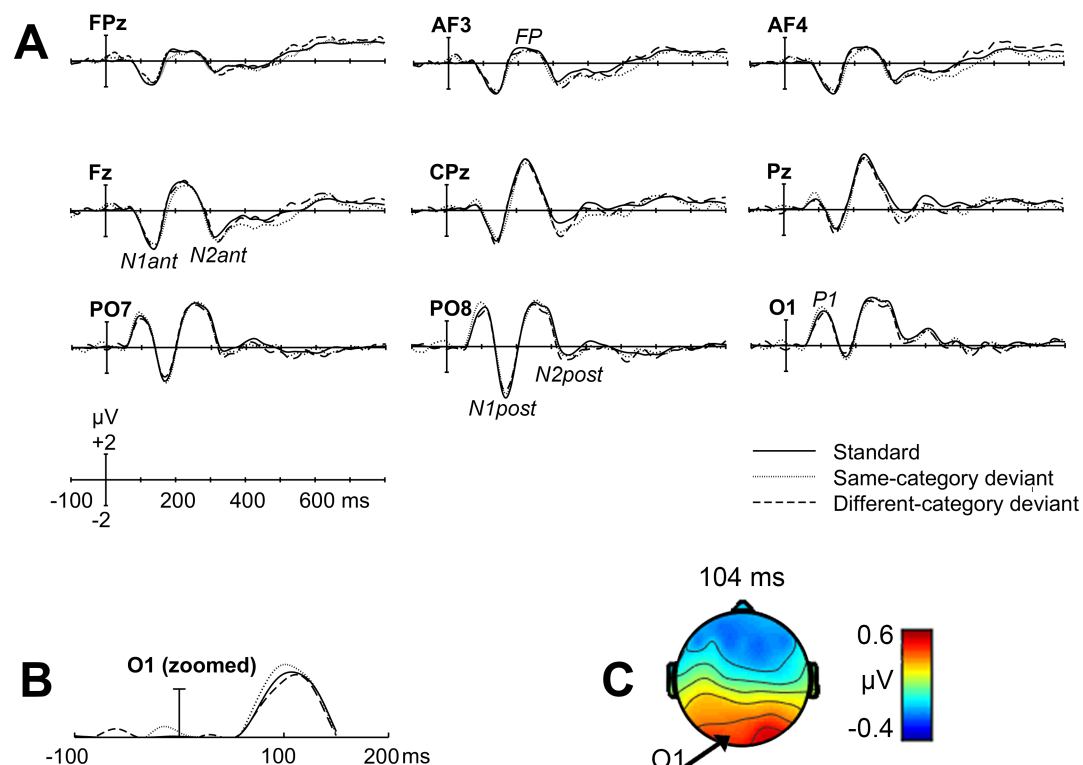 A
FPz
AF3
FP
AF4
Fz
N1ant
N2ant
CPz
Pz
PO7
PO8
N1post
N2post
O1
P1
µV
+2
-100 200 400 600 ms
-2
Standard
Same-category deviant
Different-category deviant
B
O1 (zoomed)
-100 100 200 ms
C
104 ms
O1
0.6
µV
-0.4